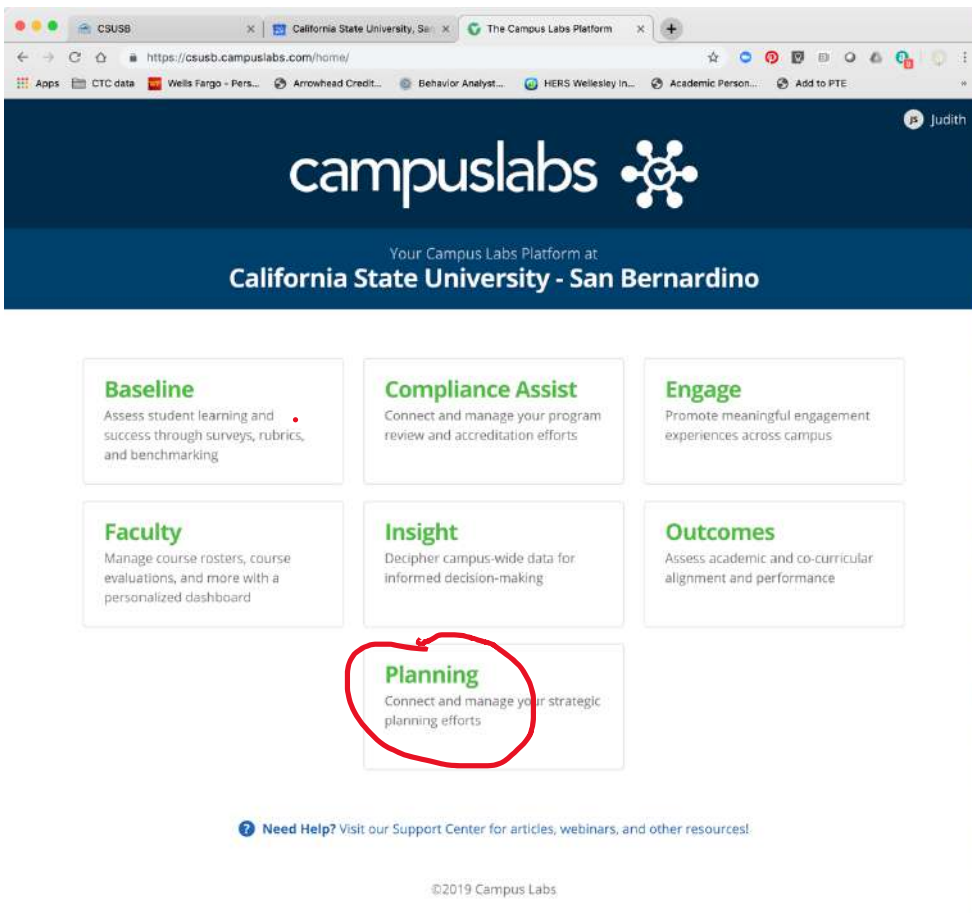 CSUSB
California State University, San
The Campus Labs Platform
https://csusb.campuslabs.com/home/
Apps
CTC data
Wells Fargo - Pers...
Arrowhead Credit...
Behavior Analyst...
HERS Wellesley In...
Academic Person...
Add to PTE
JS Judith
campuslabs
Your Campus Labs Platform at
California State University - San Bernardino
Baseline
Assess student learning and
success through surveys, rubrics,
and benchmarking
Compliance Assist
Connect and manage your program
review and accreditation efforts
Engage
Promote meaningful engagement
experiences across campus
Faculty
Manage course rosters, course
evaluations, and more with a
personalized dashboard
Insight
Decipher campus-wide data for
informed decision-making
Outcomes
Assess academic and co-curricular
alignment and performance
Planning
Connect and manage your strategic
planning efforts
Need Help? Visit our Support Center for articles, webinars, and other resources!
©2019 Campus Labs